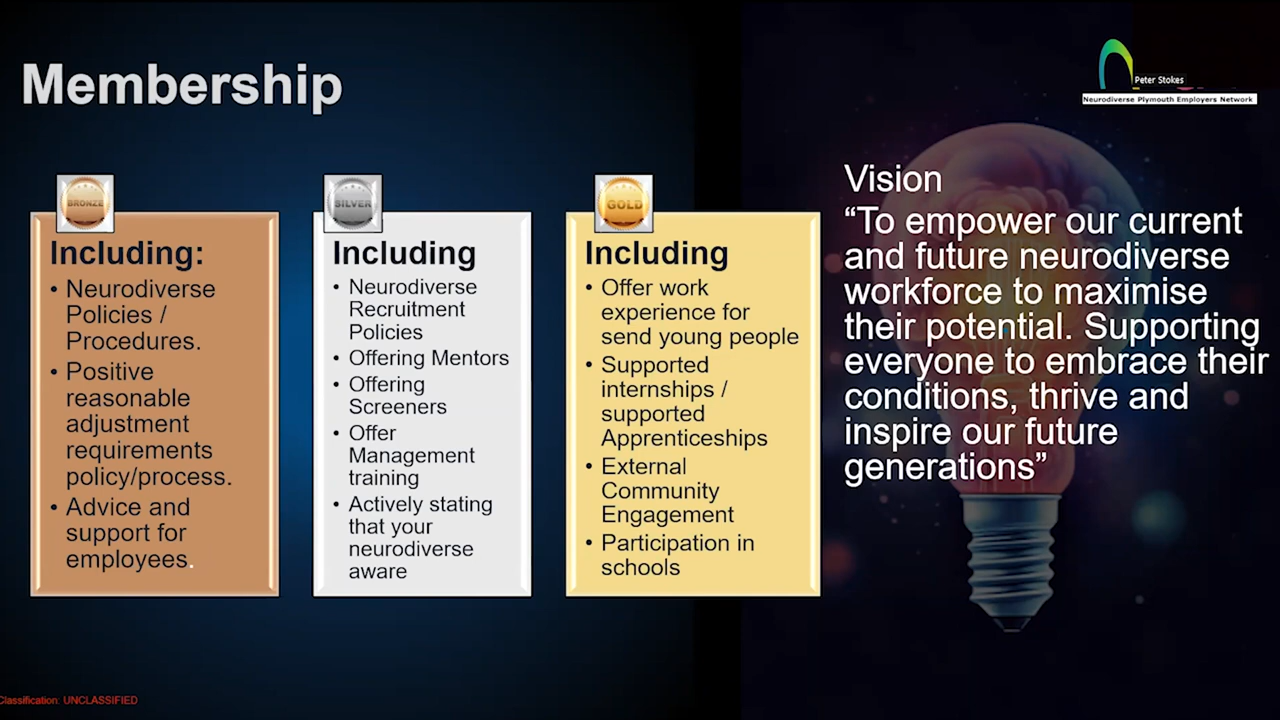 Membership
Peter Stokes
Neurodiverse Plymouth Employers Network
BRONZE
Including:
• Neurodiverse
Policies /
Procedures.
• Positive
reasonable
adjustment
requirements
policy/process.
• Advice and
support for
employees.
SILVER
Including
• Neurodiverse
Recruitment
Policies
• Offering Mentors
• Offering
Screeners
• Offer
Management
training
• Actively stating
that your
neurodiverse
aware
GOLD
Including
• Offer work
experience for
send young people
• Supported
internships /
supported
Apprenticeships
• External
Community
Engagement
• Participation in
schools
Vision
“To empower our current
and future neurodiverse
workforce to maximise
their potential. Supporting
everyone to embrace their
conditions, thrive and
inspire our future
generations”
Classification: UNCLASSIFIED